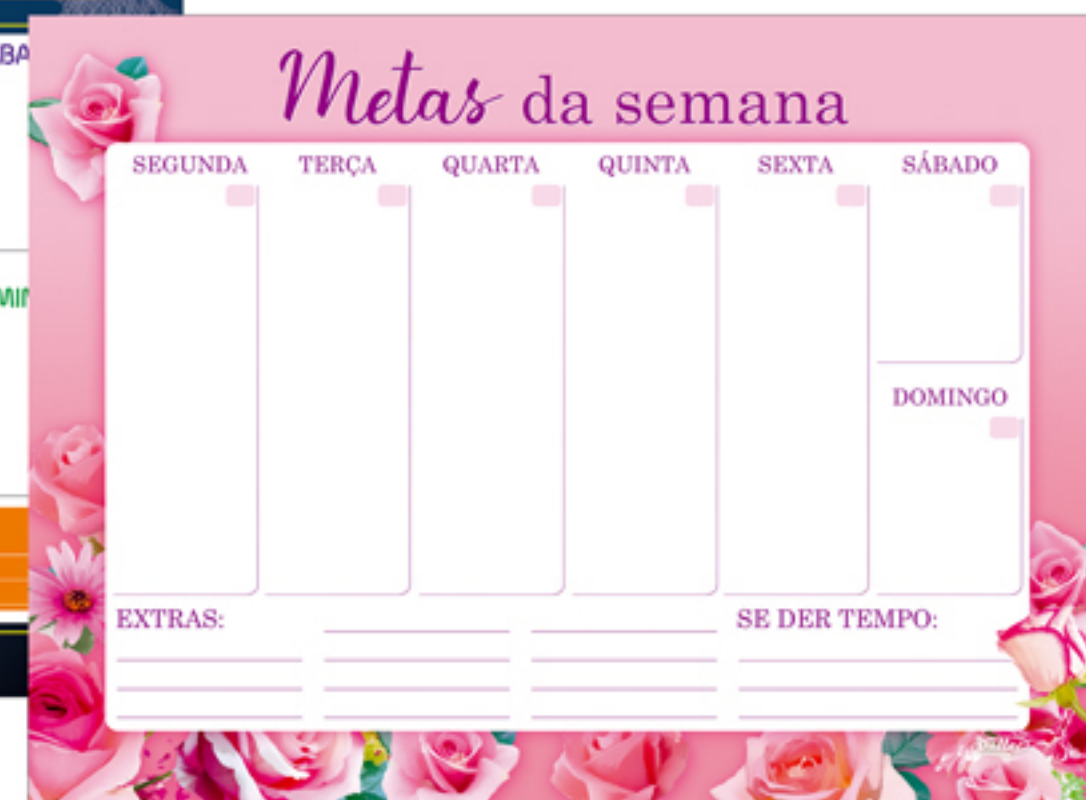 Metas da semana
SEGUNDA TERÇA QUARTA QUINTA SEXTA SÁBADO
DOMINGO
EXTRAS: SE DER TEMPO: